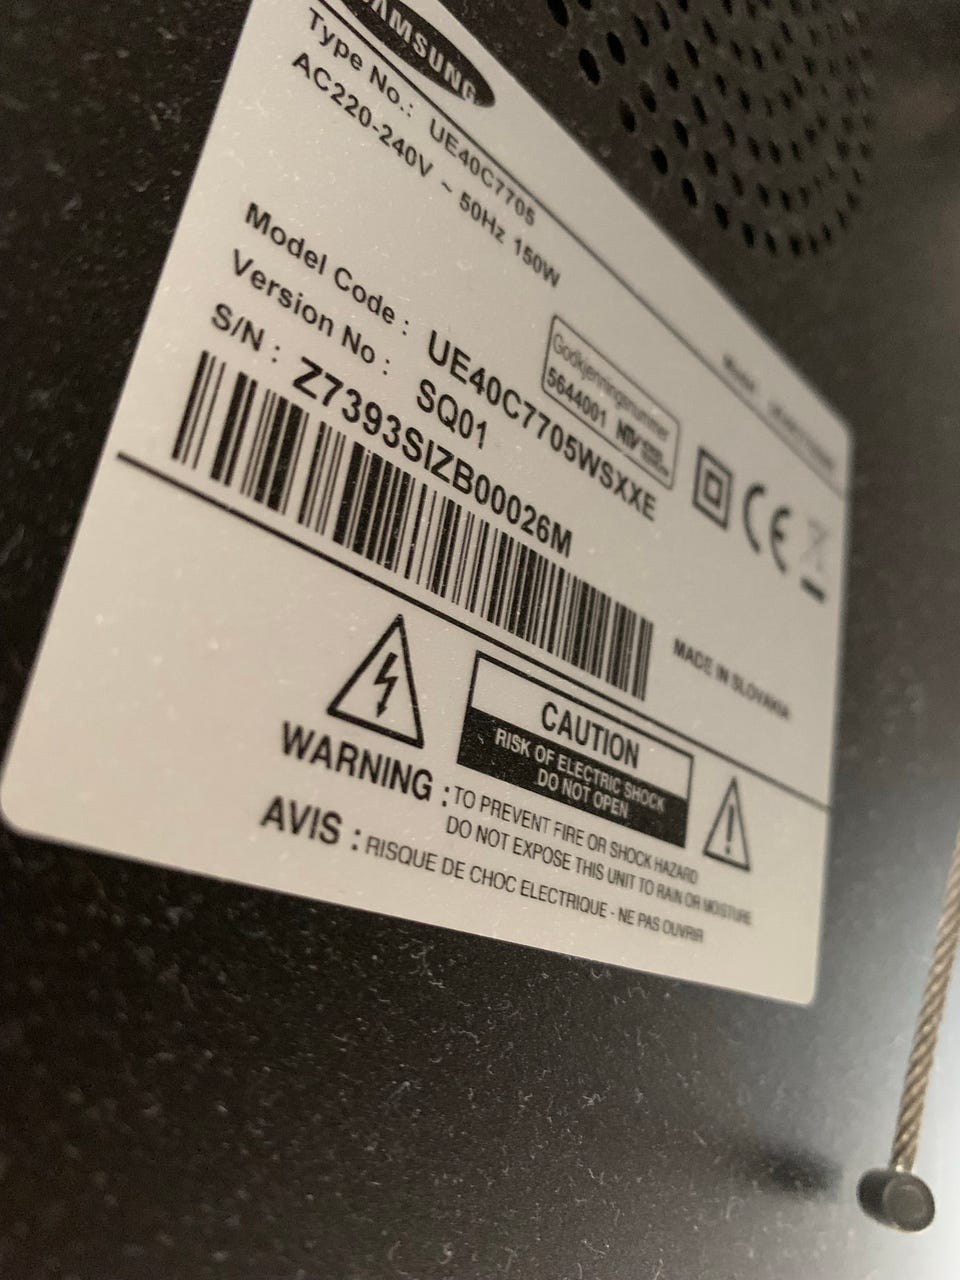 SAMSUNG
Type No.: UE40C7705
AC220-240V ~ 50Hz 150W
Model Code : UE40C7705WSXXE
Version No : SQ01
S/N : Z7393SIZB00026M
Godkjenningsnummer
5644001 NTV
CE
MADE IN SLOVAKIA
CAUTION
RISK OF ELECTRIC SHOCK
DO NOT OPEN
WARNING : TO PREVENT FIRE OR SHOCK HAZARD
DO NOT EXPOSE THIS UNIT TO RAIN OR MOISTURE
AVIS : RISQUE DE CHOC ELECTRIQUE - NE PAS OUVRIR